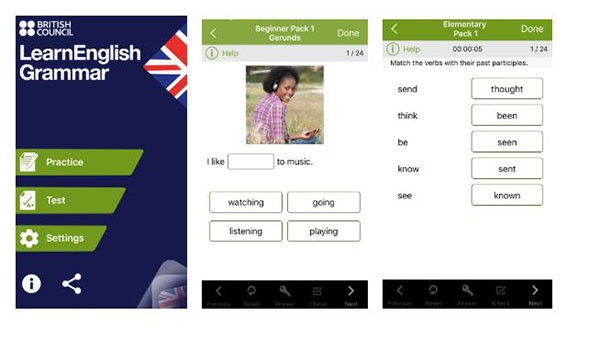 BRITISH
COUNCIL
LearnEnglish
Grammar
Practice
Test
Settings
Beginner Pack 1
Gerunds
Done
Help
1 / 24
I like
to music.
watching
going
listening
playing
Previous
Reset
Answer
Check
Next
Elementary
Pack 1
Done
Help
00:00:05
1 / 24
Match the verbs with their past participles.
send
thought
think
been
be
seen
know
sent
see
known
Previous
Reset
Answer
Check
Next